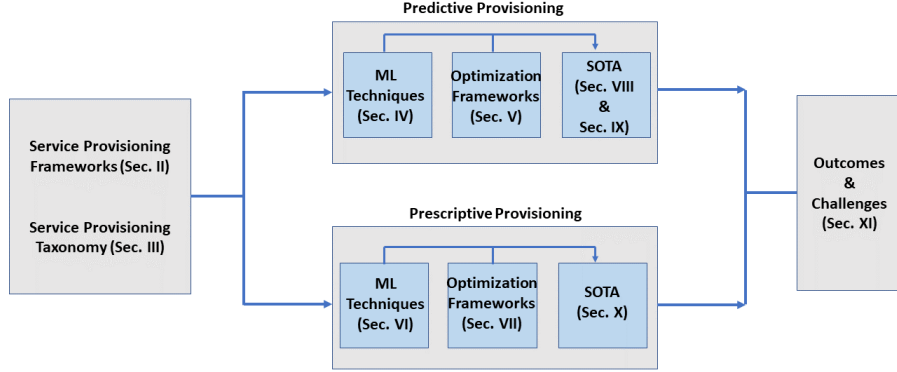 Predictive Provisioning
ML
Techniques
(Sec. IV)
Optimization
Frameworks
(Sec. V)
SOTA
(Sec. VIII
&
Sec. IX)
Service Provisioning
Frameworks (Sec. II)
Service Provisioning
Taxonomy (Sec. III)
Outcomes
&
Challenges
(Sec. XI)
Prescriptive Provisioning
ML
Techniques
(Sec. VI)
Optimization
Frameworks
(Sec. VII)
SOTA
(Sec. X)